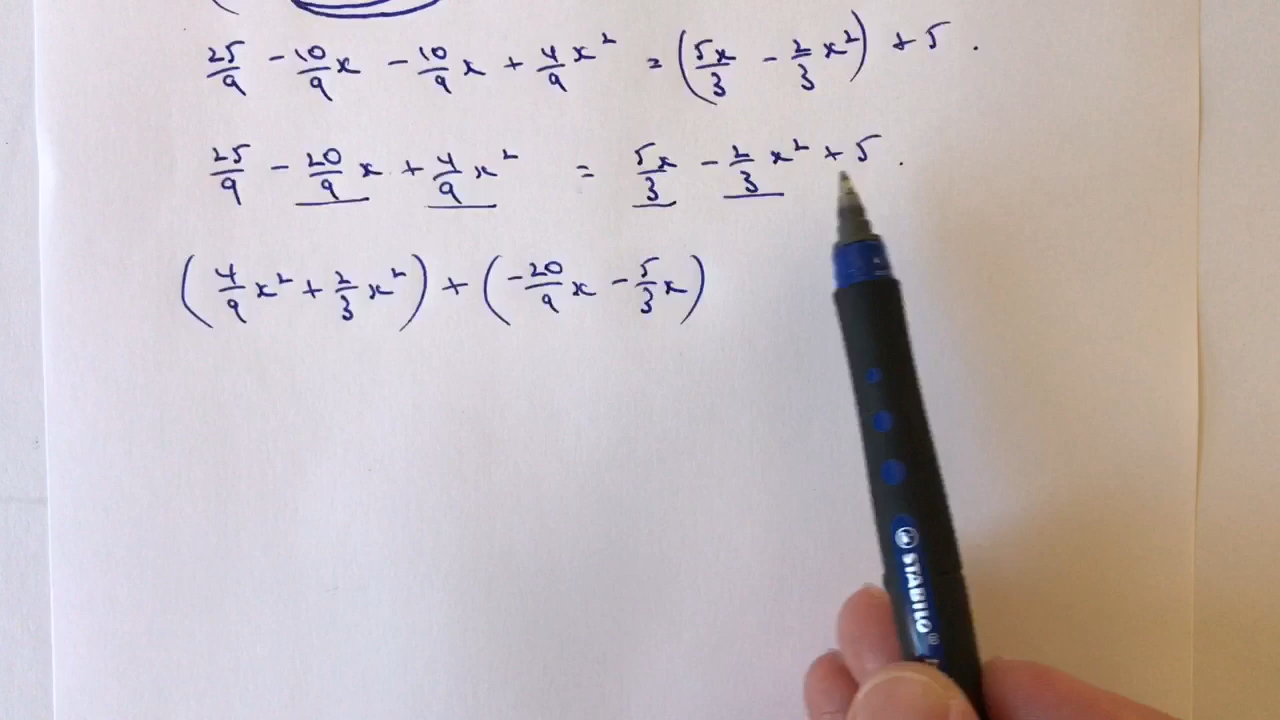 25/9 - 10/9 x - 10/9 x + 4/9 x² = (5x/3 - 2/3 x²) + 5.
25/9 - 20/9 x + 4/9 x² = 5x/3 - 2/3 x² + 5.
(4/9 x² + 2/3 x²) + (-20/9 x - 5/3 x)
STABILO®